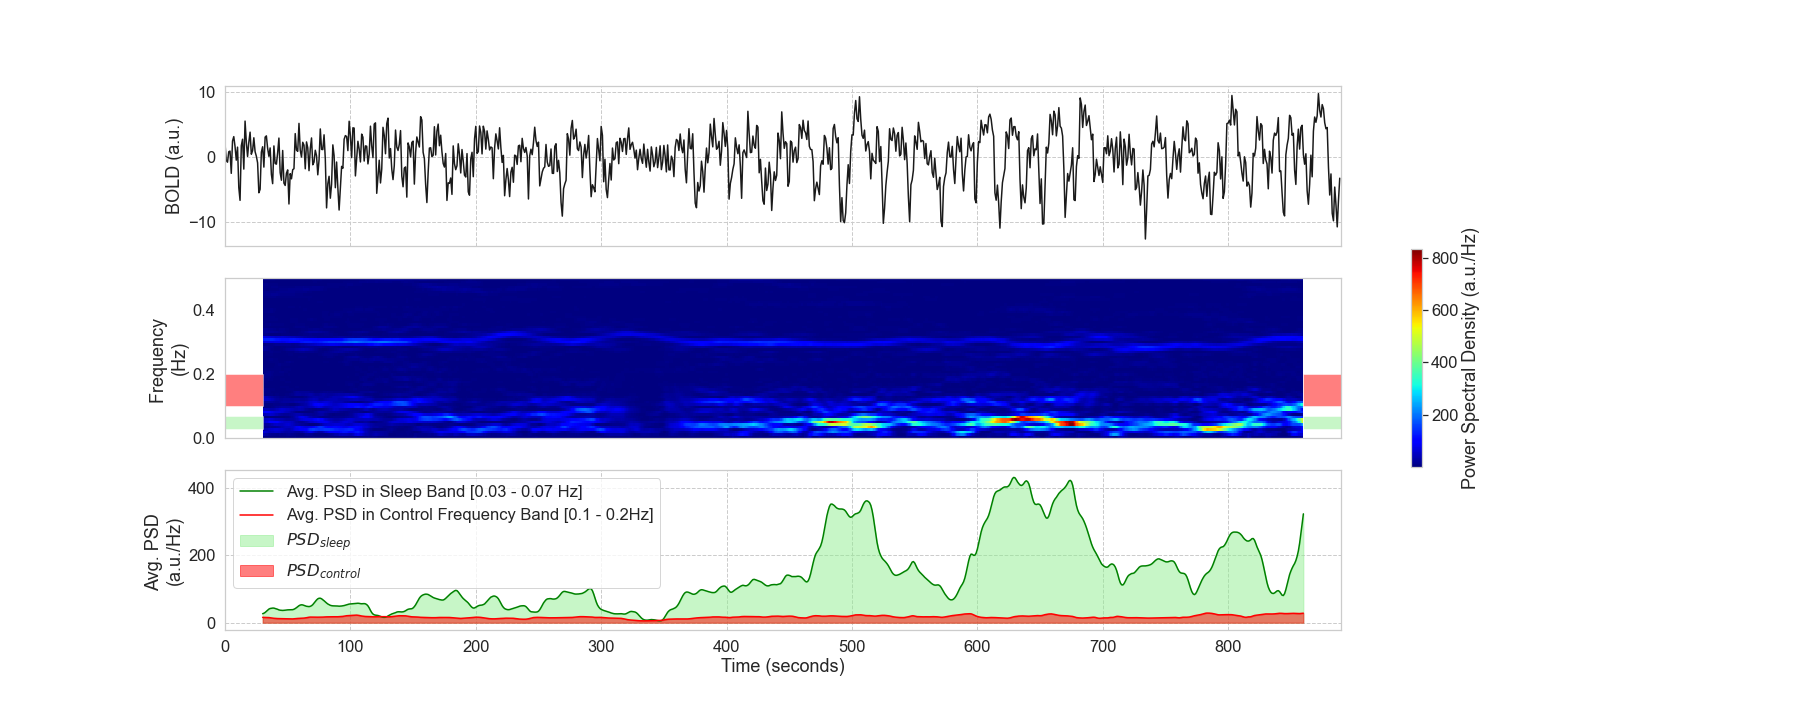 10
0
−10
BOLD (a.u.)
0.4
0.2
0.0
Frequency
(Hz)
800
600
400
200
Power Spectral Density (a.u./Hz)
400
200
0
Avg. PSD
(a.u./Hz)
Avg. PSD in Sleep Band [0.03 - 0.07 Hz]
Avg. PSD in Control Frequency Band [0.1 - 0.2Hz]
PSDsleep
PSDcontrol
0 100 200 300 400 500 600 700 800
Time (seconds)